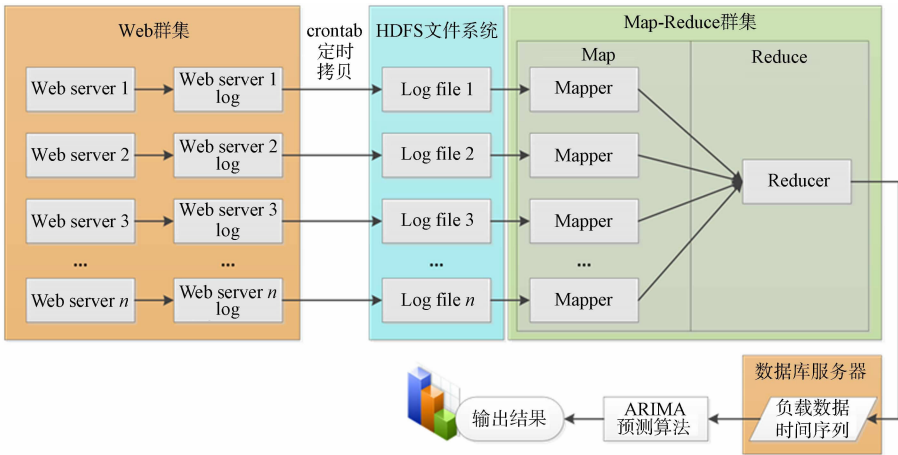 Web群集
crontab
定时
拷贝
HDFS文件系统
Map-Reduce群集
Map
Reduce
Web server 1
Web server 1
log
Log file 1
Mapper
Web server 2
Web server 2
log
Log file 2
Mapper
Reducer
Web server 3
Web server 3
log
Log file 3
Mapper
...
...
...
...
Web server n
Web server n
log
Log file n
Mapper
数据库服务器
负载数据
时间序列
ARIMA
预测算法
输出结果